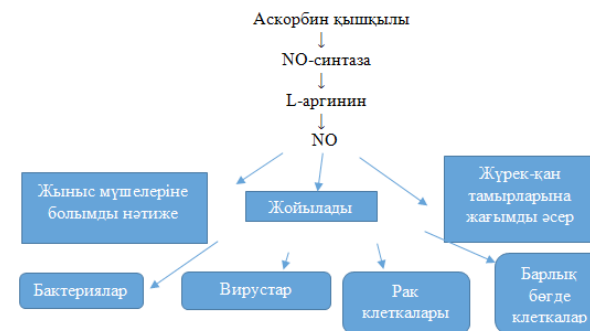 Аскорбин қышқылы
↓
NO-синтаза
↓
L-аргинин
↓
NO
Жыныс мүшелеріне
болымды нәтиже
Жойылады
Жүрек-қан
тамырларына
жағымды әсер
Бактериялар
Вирустар
Рак
клеткалары
Барлық
бөгде
клеткалар